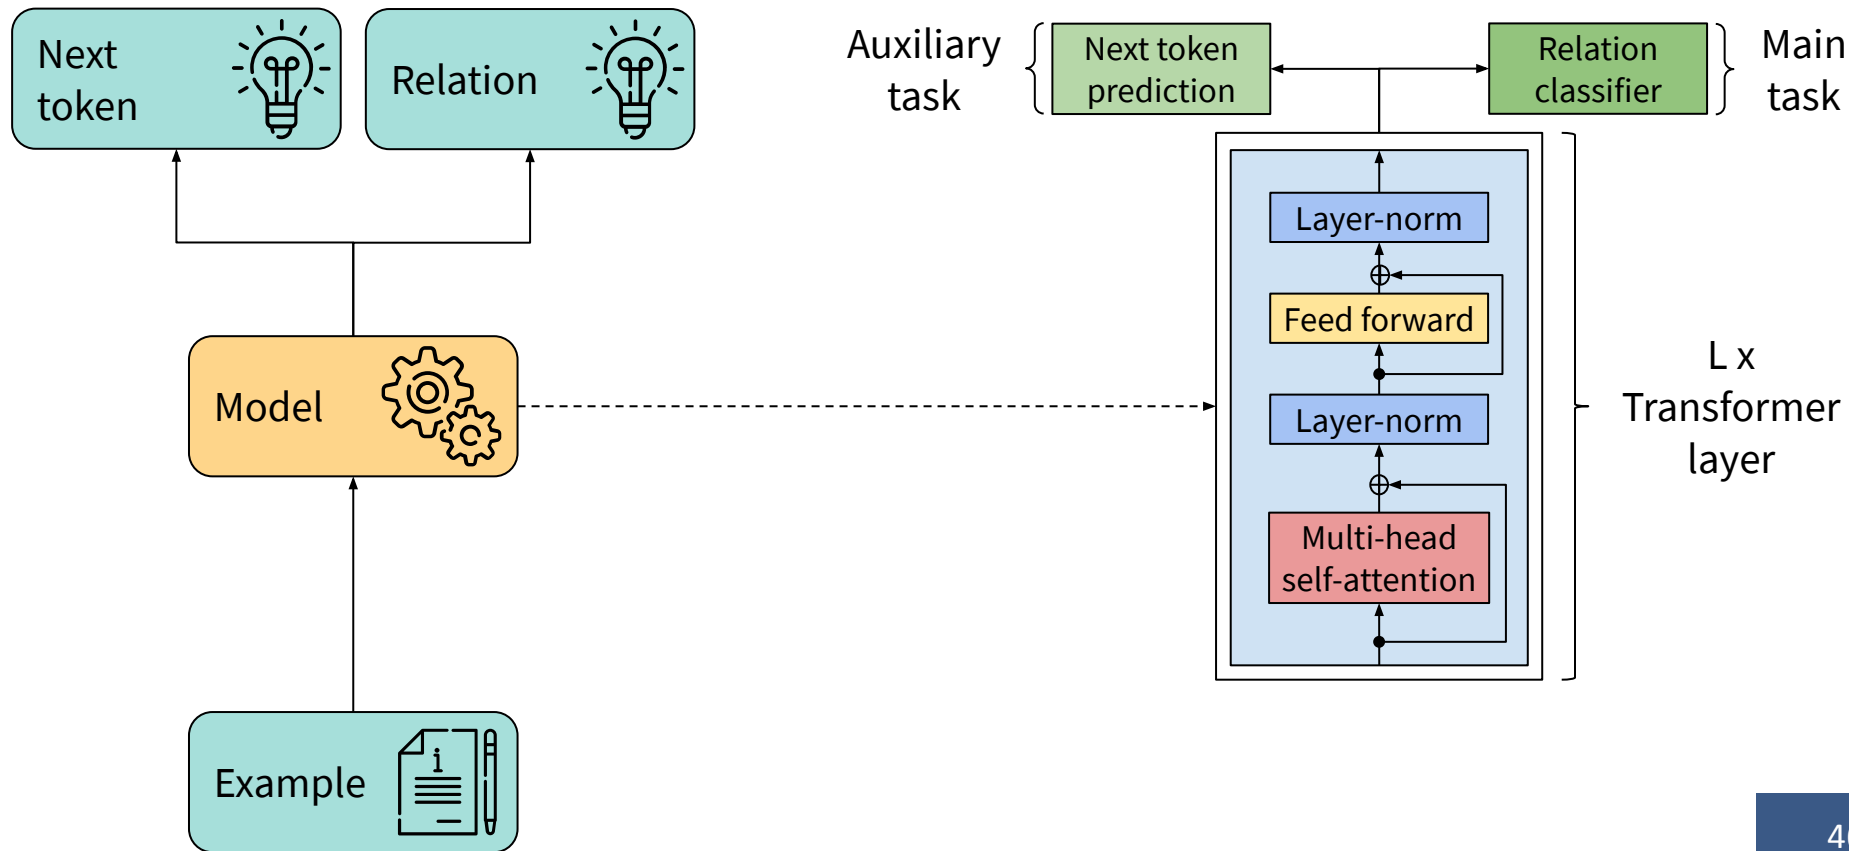 Next
token
Relation
Model
Example
Auxiliary
task
Next token
prediction
Relation
classifier
Main
task
Layer-norm
Feed forward
Layer-norm
Multi-head
self-attention
L x
Transformer
layer